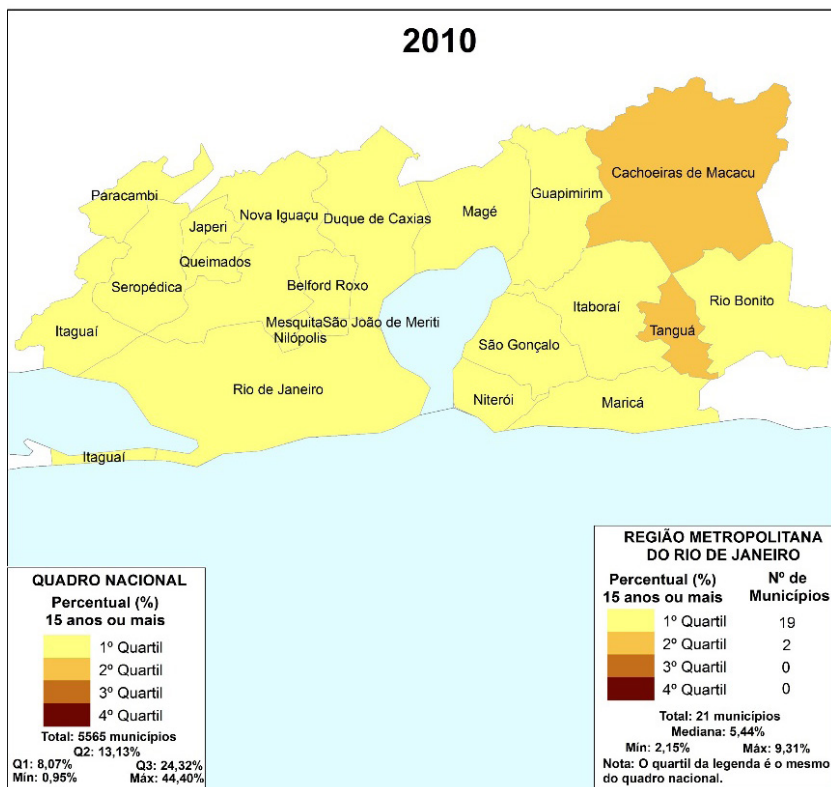 2010
Cachoeiras de Macacu
Paracambi
Guapimirim
Japeri
Nova Iguaçu
Duque de Caxias
Magé
Queimados
Seropédica
Belford Roxo
Itaboraí
Rio Bonito
Itaguaí
Mesquita
São João de Meriti
Nilópolis
São Gonçalo
Tanguá
Rio de Janeiro
Niterói
Maricá
Itaguaí
QUADRO NACIONAL
Percentual (%)
15 anos ou mais
1º Quartil
2º Quartil
3º Quartil
4º Quartil
Total: 5565 municípios
Q2: 13,13%
Q1: 8,07% Q3: 24,32%
Mín: 0,95% Máx: 44,40%
REGIÃO METROPOLITANA
DO RIO DE JANEIRO
Percentual (%) Nº de
15 anos ou mais Municípios
1º Quartil 19
2º Quartil 2
3º Quartil 0
4º Quartil 0
Total: 21 municípios
Mediana: 5,44%
Mín: 2,15% Máx: 9,31%
Nota: O quartil da legenda é o mesmo
do quadro nacional.